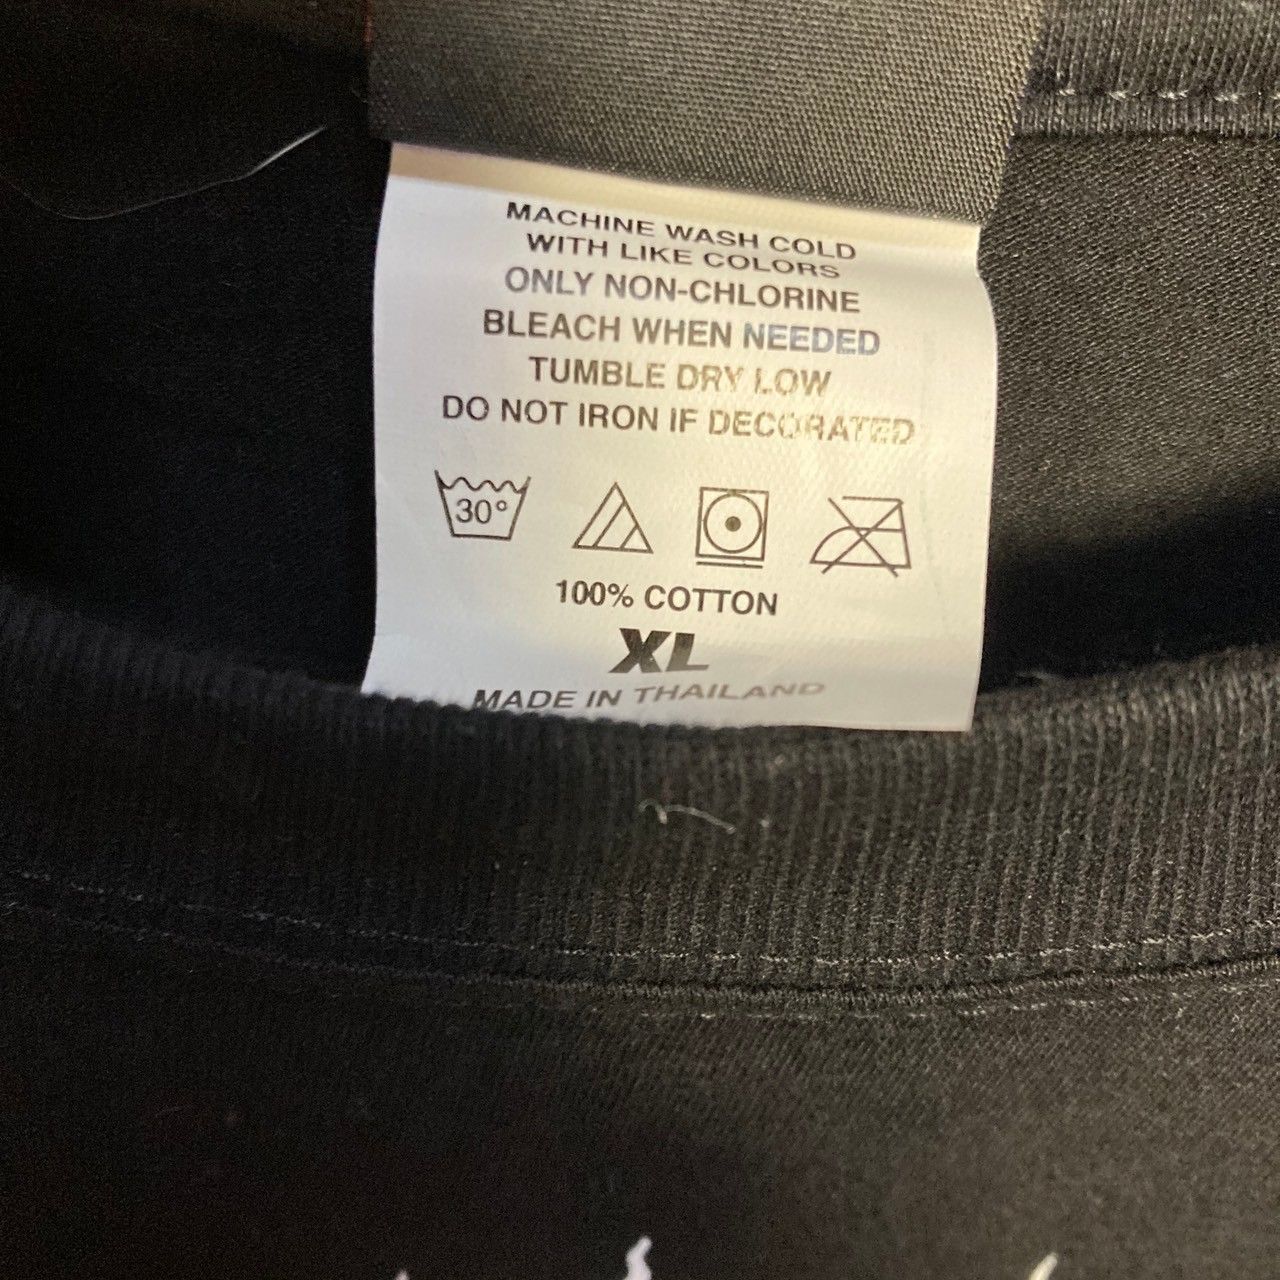 MACHINE WASH COLD
WITH LIKE COLORS
ONLY NON-CHLORINE
BLEACH WHEN NEEDED
TUMBLE DRY LOW
DO NOT IRON IF DECORATED
30°
100% COTTON
XL
MADE IN THAILAND